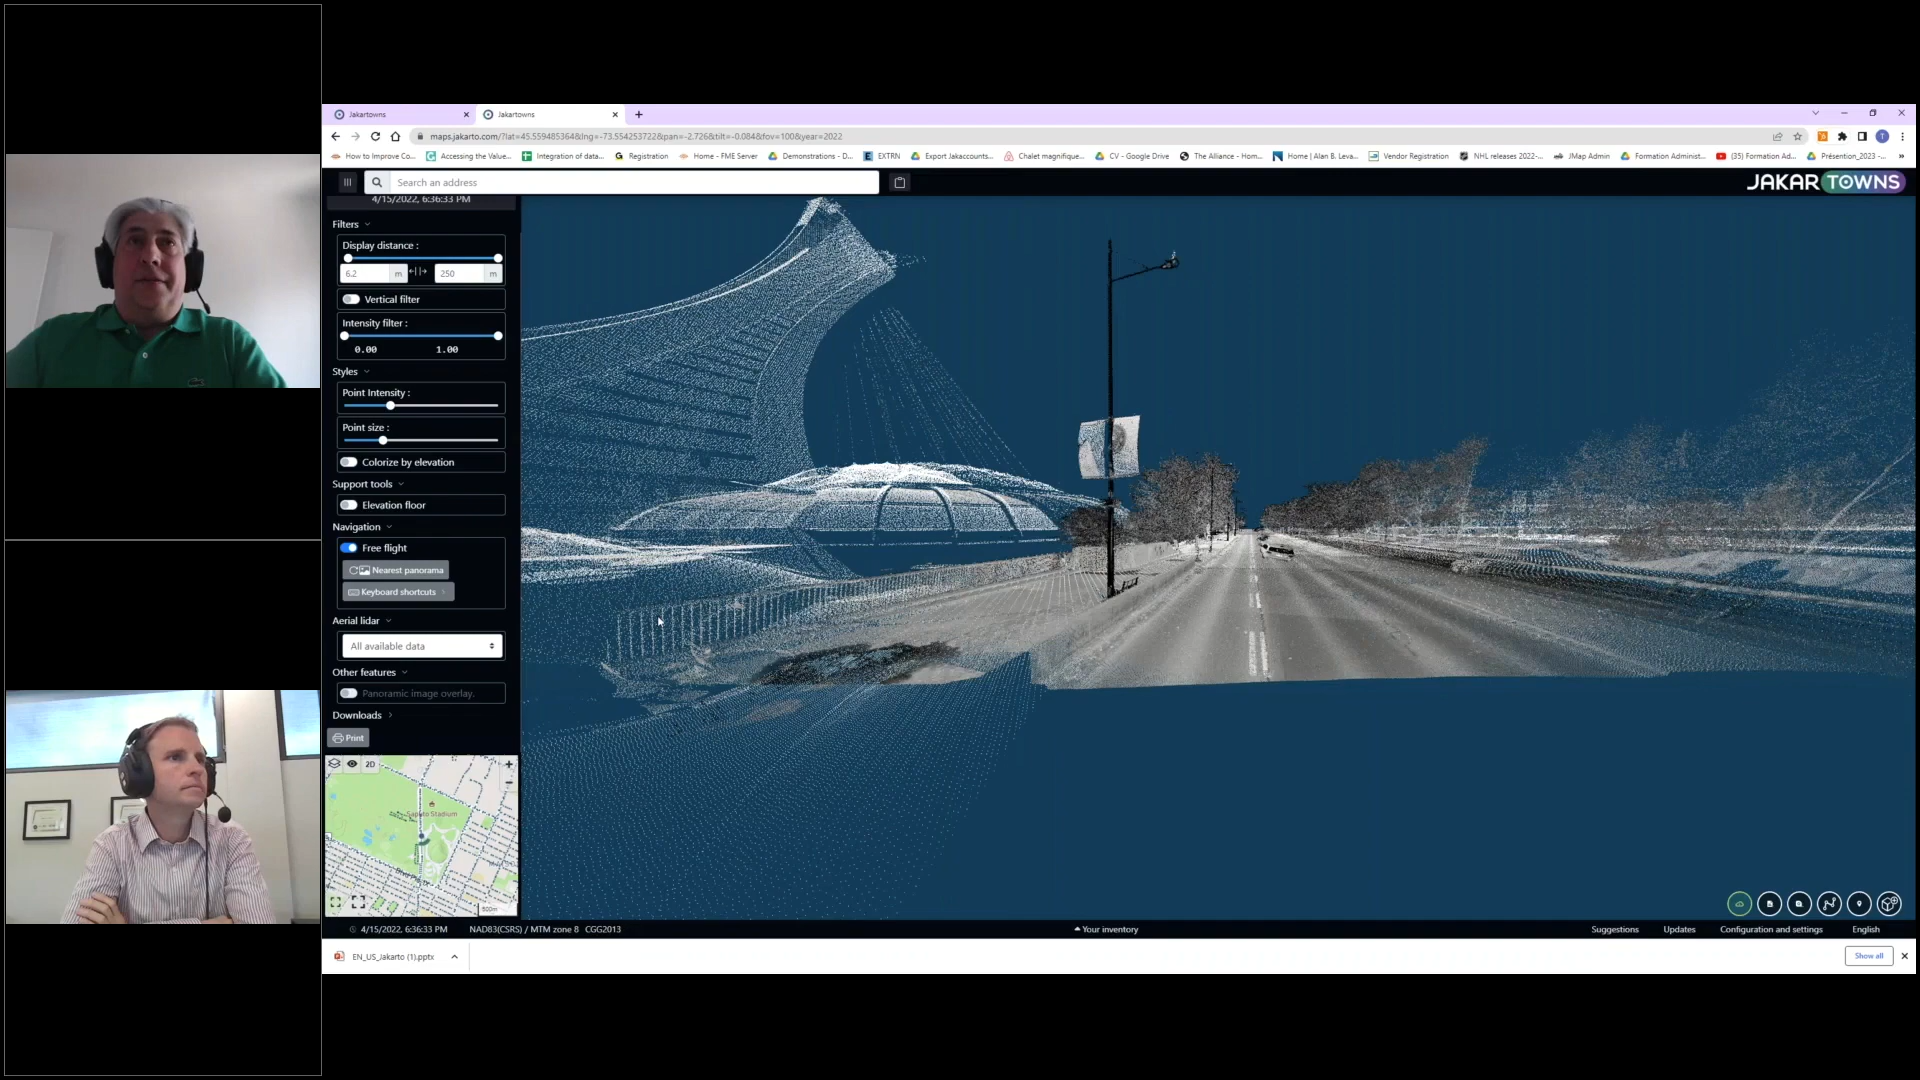 Jakartowns
Jakartowns
maps.jakarto.com/?lat=45.559485364&lng=-73.554253722&pan=-2.726&tilt=-0.084&fov=100&year=2022
How to Improve Co... Accessing the Value... Integration of data... Registration Home - FME Server Demonstrations - D... EXTRN Export Jakaccounts... Chalet magnifique... CV - Google Drive The Alliance - Hom... Home | Alan B. Leva... Vendor Registration NHL releases 2022-... JMap Admin Formation Administ... (35) Formation Ad... Présention_2023 -... »
Search an address
JAKARTOWNS
4/15/2022, 6:36:33 PM
Filters
Display distance :
6.2 m 250 m
Vertical filter
Intensity filter :
0.00 1.00
Styles
Point Intensity :
Point size :
Colorize by elevation
Support tools
Elevation floor
Navigation
Free flight
Nearest panorama
Keyboard shortcuts
Aerial lidar
All available data
Other features
Panoramic image overlay.
Downloads
Print
2D
+
Saputo Stadium
−
500m
4/15/2022, 6:36:33 PM NAD83(CSRS) / MTM zone 8 CGG2013 Your inventory Suggestions Updates Configuration and settings English
EN_US_Jakarto (1).pptx
Show all